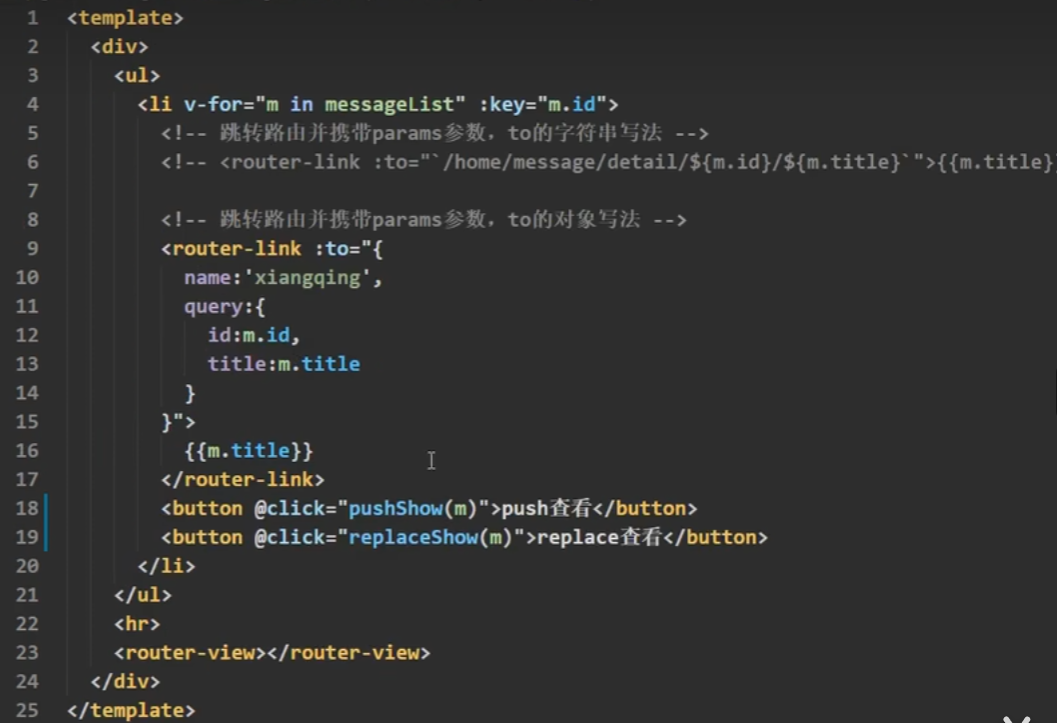 1 <template>
2 <div>
3 <ul>
4 <li v-for="m in messageList" :key="m.id">
5 <!-- 跳转路由并携带params参数，to的字符串写法 -->
6 <!-- <router-link :to="`/home/message/detail/${m.id}/${m.title}`">{{m.title}
7
8 <!-- 跳转路由并携带params参数，to的对象写法 -->
9 <router-link :to="{
10 name:'xiangqing',
11 query:{
12 id:m.id,
13 title:m.title
14 }
15 }">
16 {{m.title}}
17 </router-link>
18 <button @click="pushShow(m)">push查看</button>
19 <button @click="replaceShow(m)">replace查看</button>
20 </li>
21 </ul>
22 <hr>
23 <router-view></router-view>
24 </div>
25 </template>